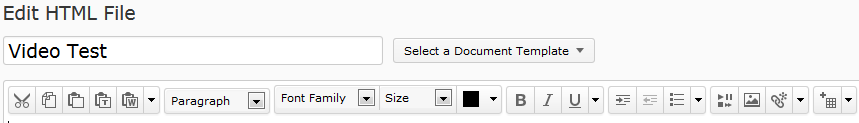 Edit HTML File
Video Test Select a Document Template
Paragraph Font Family Size B I U